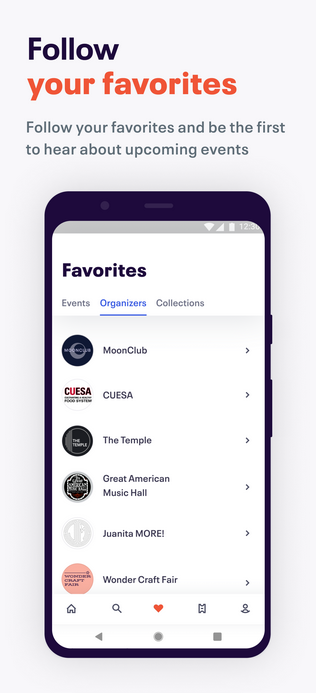 Follow
your favorites
Follow your favorites and be the first
to hear about upcoming events
Favorites
Events Organizers Collections
MOONCLUB
MoonClub
CUESA
FOOD SYSTEM
CUESA
THE
TEMPLE
The Temple
Great American
Music Hall
Juanita MORE!
WONDER
CRAFT
FAIR
Wonder Craft Fair